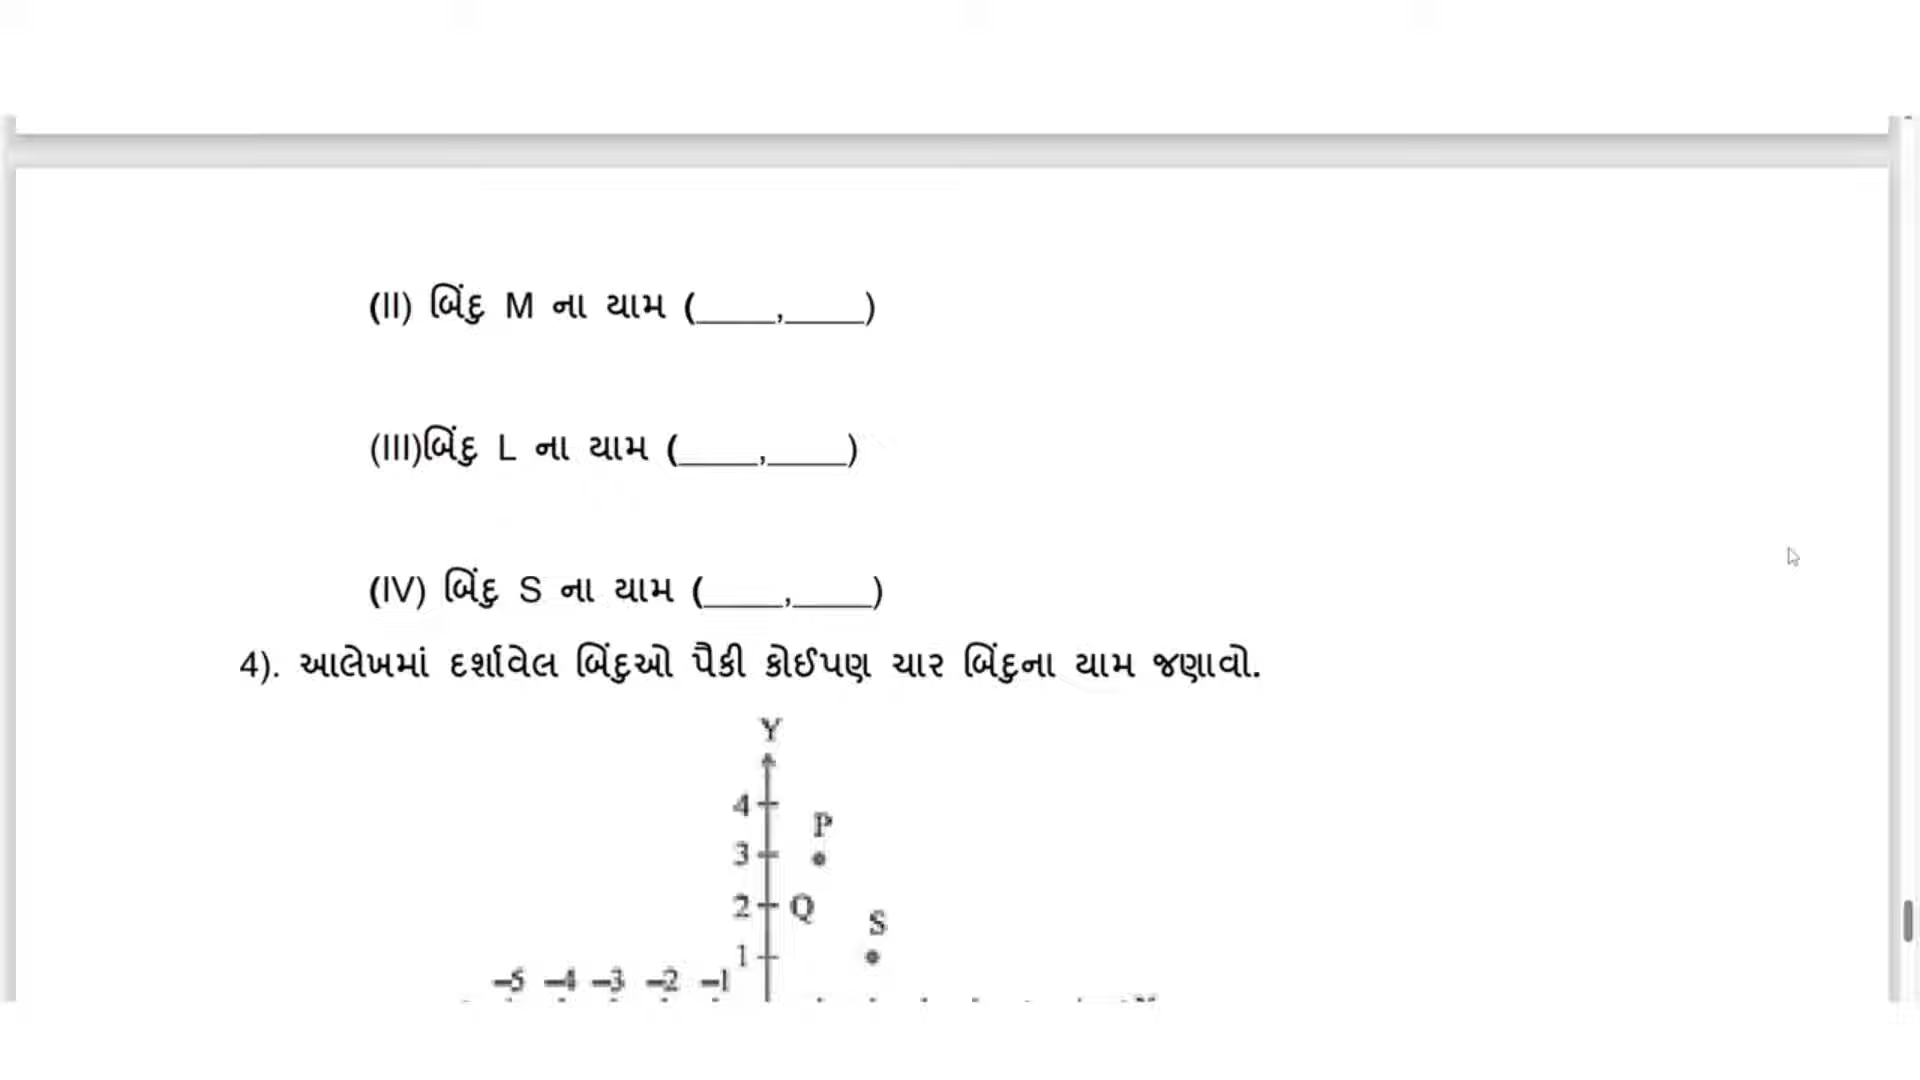 (II) બિંદુ M ના યામ (____,____)
(III)બિંદુ L ના યામ (____,____)
(IV) બિંદુ S ના યામ (____,____)
4). આલેખમાં દર્શાવેલ બિંદુઓ પૈકી કોઈપણ ચાર બિંદુના યામ જણાવો.
Y
4
P
3
2 Q
S
1
-5 -4 -3 -2 -1